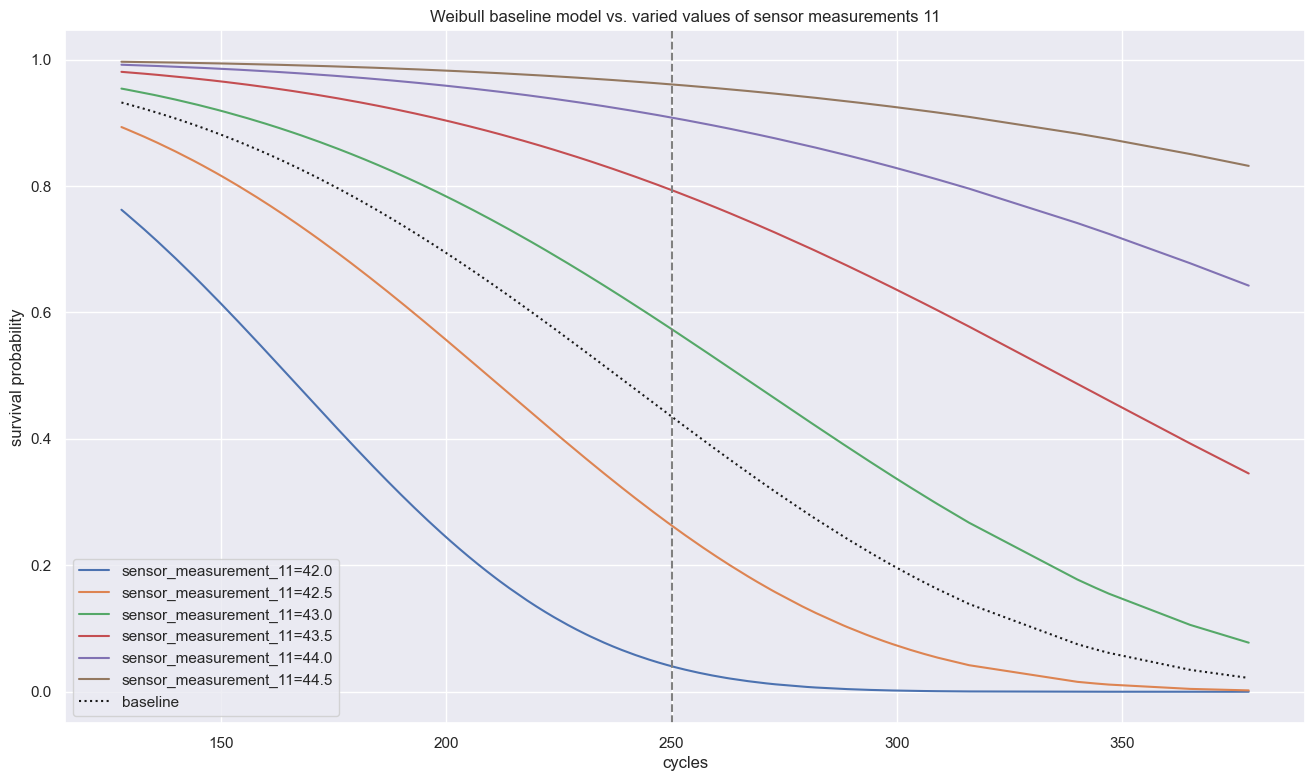 Weibull baseline model vs. varied values of sensor measurements 11
survival probability
1.0
0.8
0.6
0.4
0.2
0.0
sensor_measurement_11=42.0
sensor_measurement_11=42.5
sensor_measurement_11=43.0
sensor_measurement_11=43.5
sensor_measurement_11=44.0
sensor_measurement_11=44.5
baseline
150 200 250 300 350
cycles